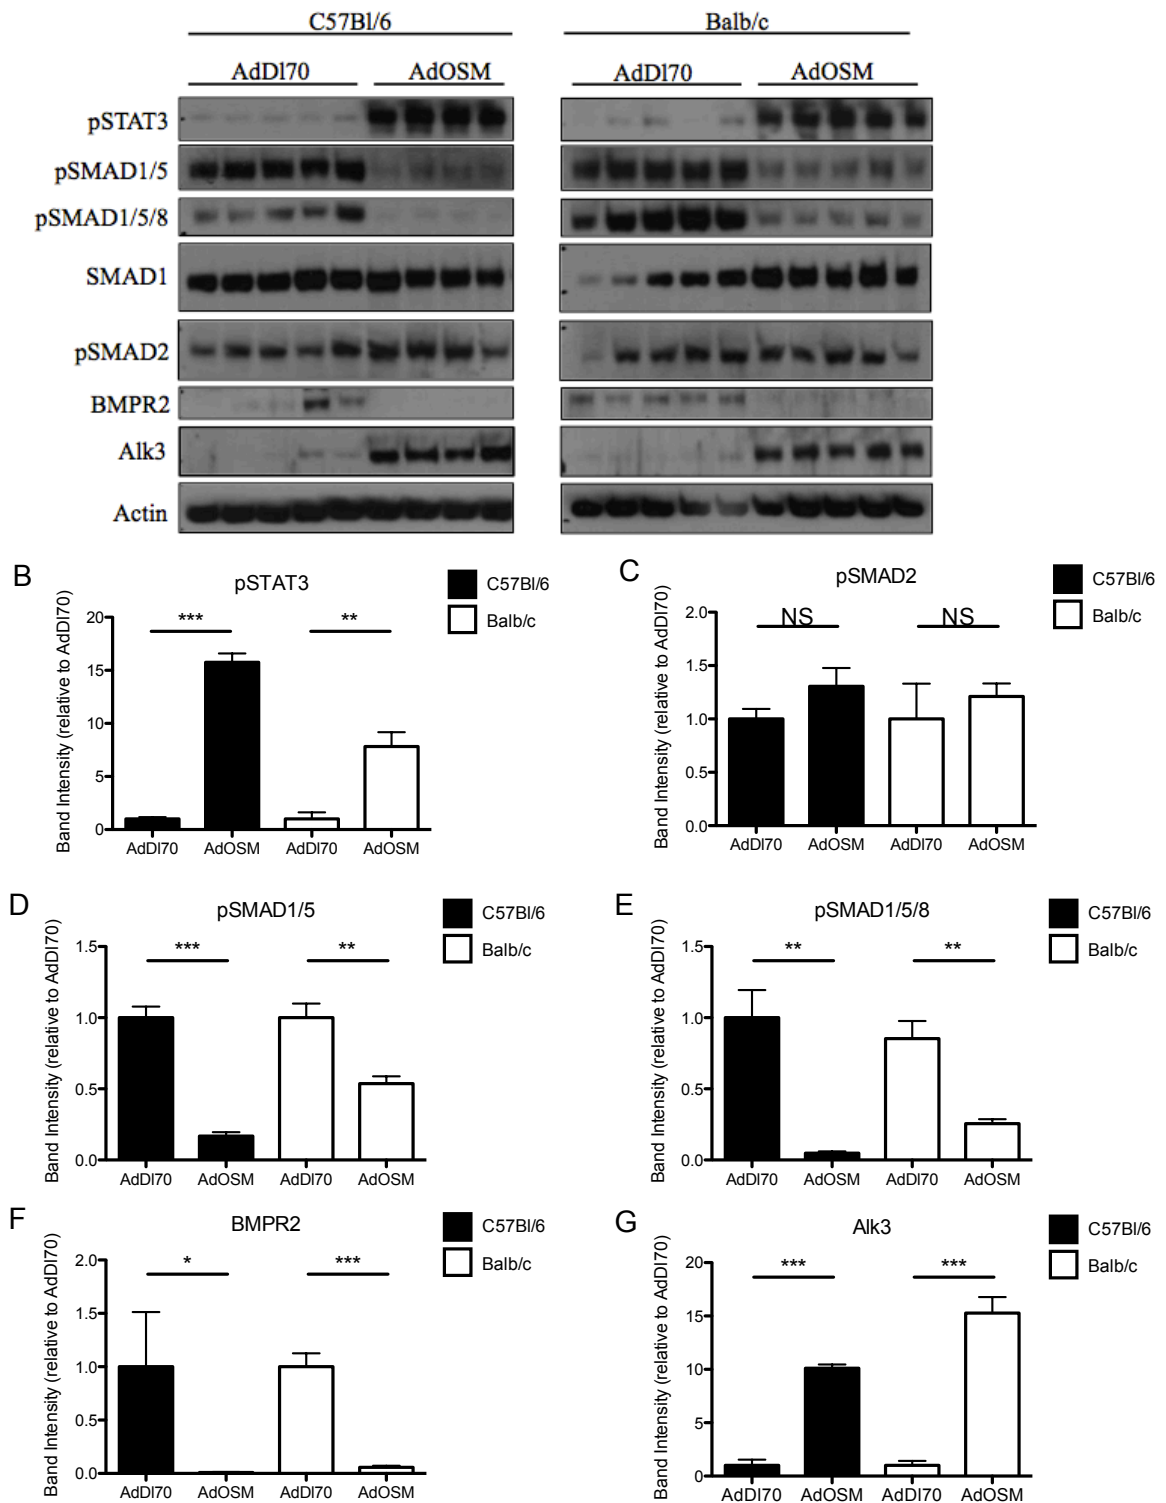 C57Bl/6 Balb/c
AdDl70 AdOSM AdDl70 AdOSM
pSTAT3
pSMAD1/5
pSMAD1/5/8
SMAD1
pSMAD2
BMPR2
Alk3
Actin
B
pSTAT3
C57Bl/6
Balb/c
Band Intensity (relative to AdDl70)
20
15
10
5
0
*** **
AdDl70 AdOSM AdDl70 AdOSM
C
pSMAD2
C57Bl/6
Balb/c
Band Intensity (relative to AdDl70)
2.0
1.5
1.0
0.5
0.0
NS NS
AdDl70 AdOSM AdDl70 AdOSM
D
pSMAD1/5
C57Bl/6
Balb/c
Band Intensity (relative to AdDl70)
1.5
1.0
0.5
0.0
*** **
AdDl70 AdOSM AdDl70 AdOSM
E
pSMAD1/5/8
C57Bl/6
Balb/c
Band Intensity (relative to AdDl70)
1.5
1.0
0.5
0.0
** **
AdDl70 AdOSM AdDl70 AdOSM
F
BMPR2
C57Bl/6
Balb/c
Band Intensity (relative to AdDl70)
2.0
1.5
1.0
0.5
0.0
* ***
AdDl70 AdOSM AdDl70 AdOSM
G
Alk3
C57Bl/6
Balb/c
Band Intensity (relative to AdDl70)
20
15
10
5
0
*** ***
AdDl70 AdOSM AdDl70 AdOSM